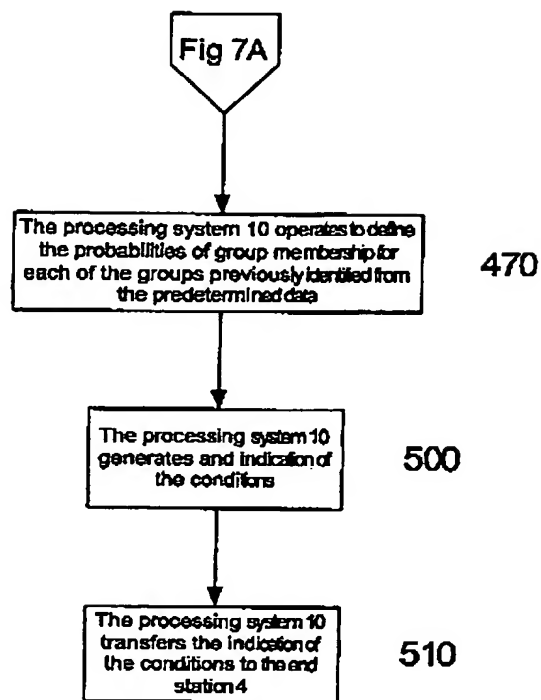 Fig 7A
The processing system 10 operates to define
the probabilities of group membership for
each of the groups previously identified from
the predetermined data
470
The processing system 10
generates and indication of
the conditions
500
The processing system 10
transfers the indication of
the conditions to the end
station 4
510